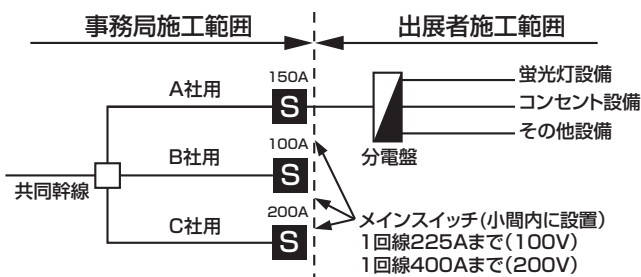 事務局施工範囲
出展者施工範囲
150A
A社用
S
蛍光灯設備
コンセント設備
その他設備
分電盤
100A
B社用
S
共同幹線
200A
C社用
S
メインスイッチ(小間内に設置)
1回線225Aまで(100V)
1回線400Aまで(200V)